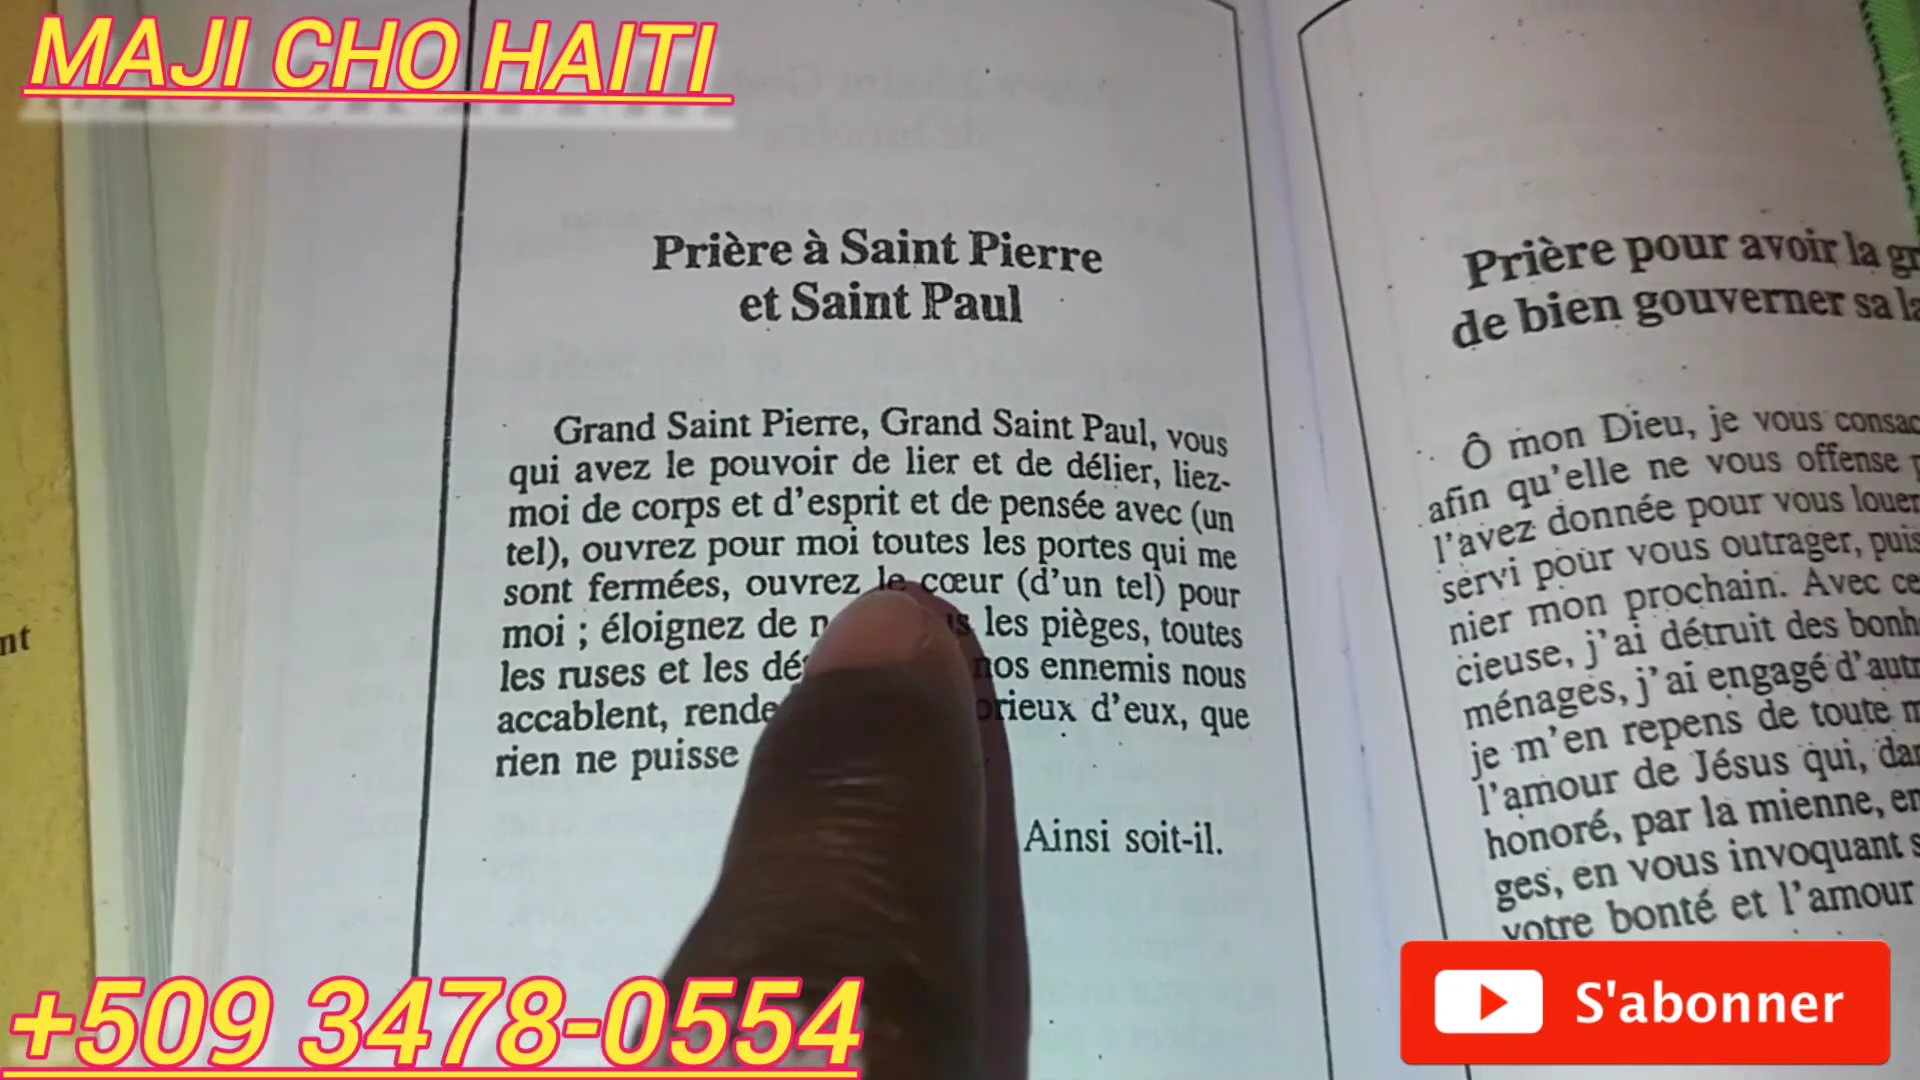 MAJI CHO HAITI
Prière à Saint Pierre
et Saint Paul
Grand Saint Pierre, Grand Saint Paul, vous
qui avez le pouvoir de lier et de délier, liez-
moi de corps et d'esprit et de pensée avec (un
tel), ouvrez pour moi toutes les portes qui me
sont fermées, ouvrez le cœur (d'un tel) pour
moi ; éloignez de les pièges, toutes
les ruses et les nos ennemis nous
accablent, d'eux, que
rien ne puisse
Ainsi soit-il.
Prière pour avoir la
de bien gouverner sa
Ô mon Dieu, je vous
afin qu'elle ne vous offense
l'avez donnée pour vous
servi pour vous outrager,
nier mon prochain. Avec
cieuse, j'ai détruit des
ménages, j'ai engagé
je m'en repens de toute
l'amour de Jésus qui,
honoré, par la mienne,
ges, en vous invoquant
votre bonté et l'amour
+509 3478-0554
S'abonner